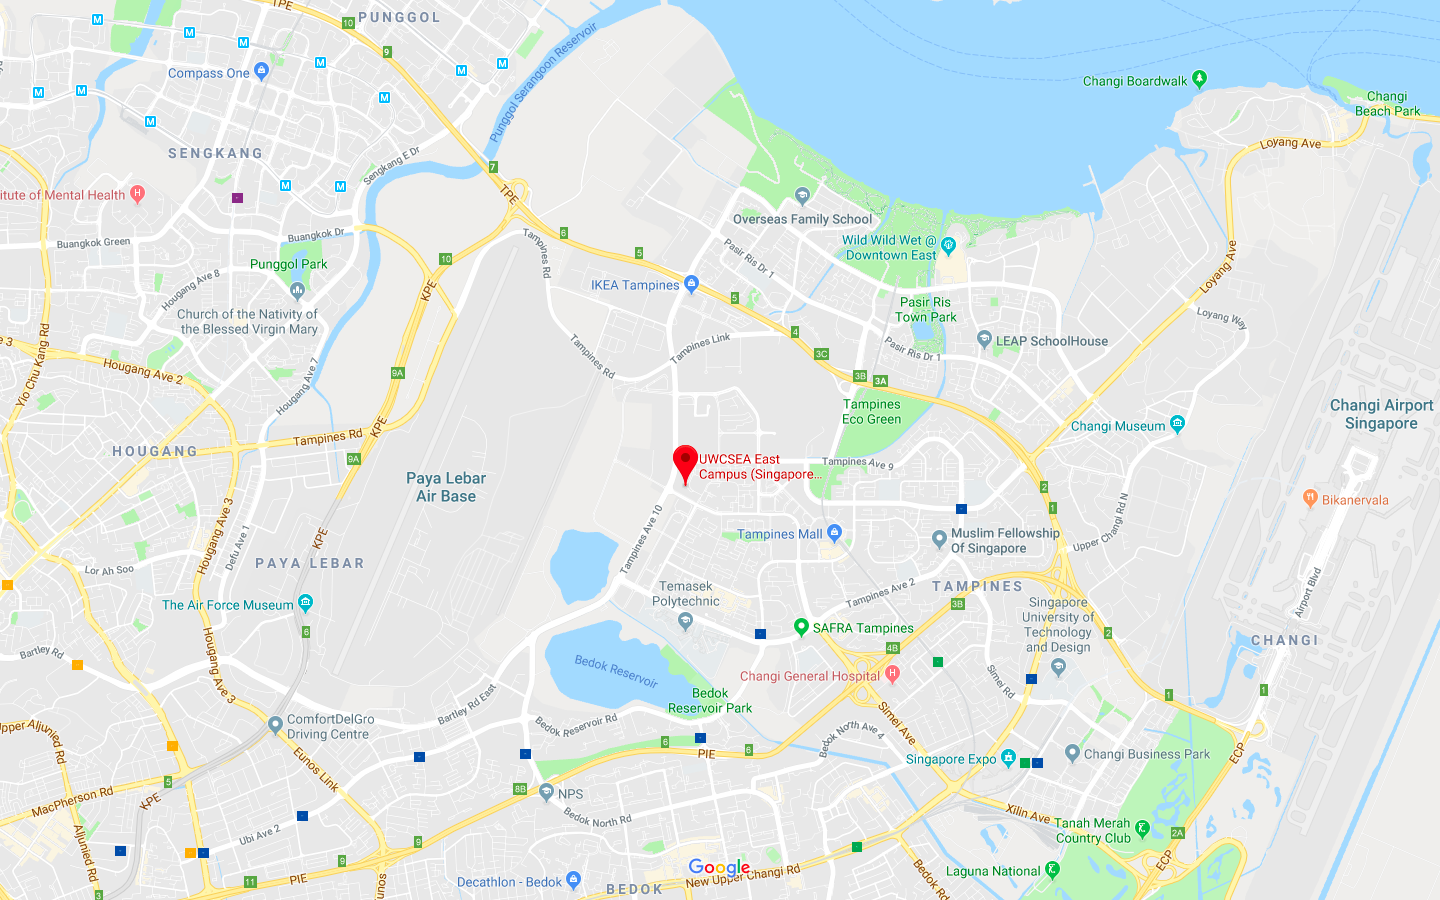 TPE
PUNGGOL
10
9
M
M
M
M
M
M
M
M
M
M
M
M
Compass One
Punggol Serangoon Reservoir
SENGKANG
Sengkang E Dr
7
TPE
itute of Mental Health
H
Changi Boardwalk
Changi
Beach Park
Loyang Ave
Buangkok Green
Buangkok Dr
Punggol Park
Hougang Ave 8
10
KPE
Tampines Rd
6
5
Overseas Family School
Wild Wild Wet @
Downtown East
Pasir Ris Dr 1
IKEA Tampines
5
Loyang Ave
Church of the Nativity of
the Blessed Virgin Mary
Pasir Ris
Town Park
Loyang Way
e 3
Yio Chu Kang Rd
Hougang Ave 2
Hougang Ave 7
9A
Tampines Rd
Tampines Link
4
3C
3B
3A
Pasir Ris Dr 1
LEAP SchoolHouse
Tampines
Eco Green
Changi Airport
Singapore
Changi Museum
HOUGANG
Tampines Rd
KPE
9A
Paya Lebar
Air Base
UWCSEA East
Campus (Singapore...
Tampines Ave 9
2
1
Bikanervala
Hougang Ave 3
Defu Ave 1
KPE
Tampines Ave 10
Tampines Mall
Muslim Fellowship
Of Singapore
Upper Changi Rd N
Lor Ah Soo
PAYA LEBAR
Temasek
Polytechnic
Tampines Ave 2
TAMPINES
3B
Airport Blvd
The Air Force Museum
6
Singapore
University of
Technology
and Design
SAFRA Tampines
2
CHANGI
Bartley Rd
Hougang Ave 3
4B
Bedok Reservoir
Changi General Hospital
H
Simei Rd
1
1
Bartley Rd East
Bedok
Reservoir Park
ComfortDelGro
Driving Centre
Bedok Reservoir Rd
Simei Ave
Bedok North Ave 4
Upper Aljunied Rd
6
PIE
6
Singapore Expo
Changi Business Park
ECP
Eunos Link
5
MacPherson Rd
KPE
8B
NPS
Bedok North Rd
Xilin Ave
Tanah Merah
Country Club
2A
Aljunied Rd
Ubi Ave 2
9
9
ECP
PIE
11
3
Eunos
Decathlon - Bedok
BEDOK
Google
New Upper Changi Rd
Bedok Rd
Laguna National